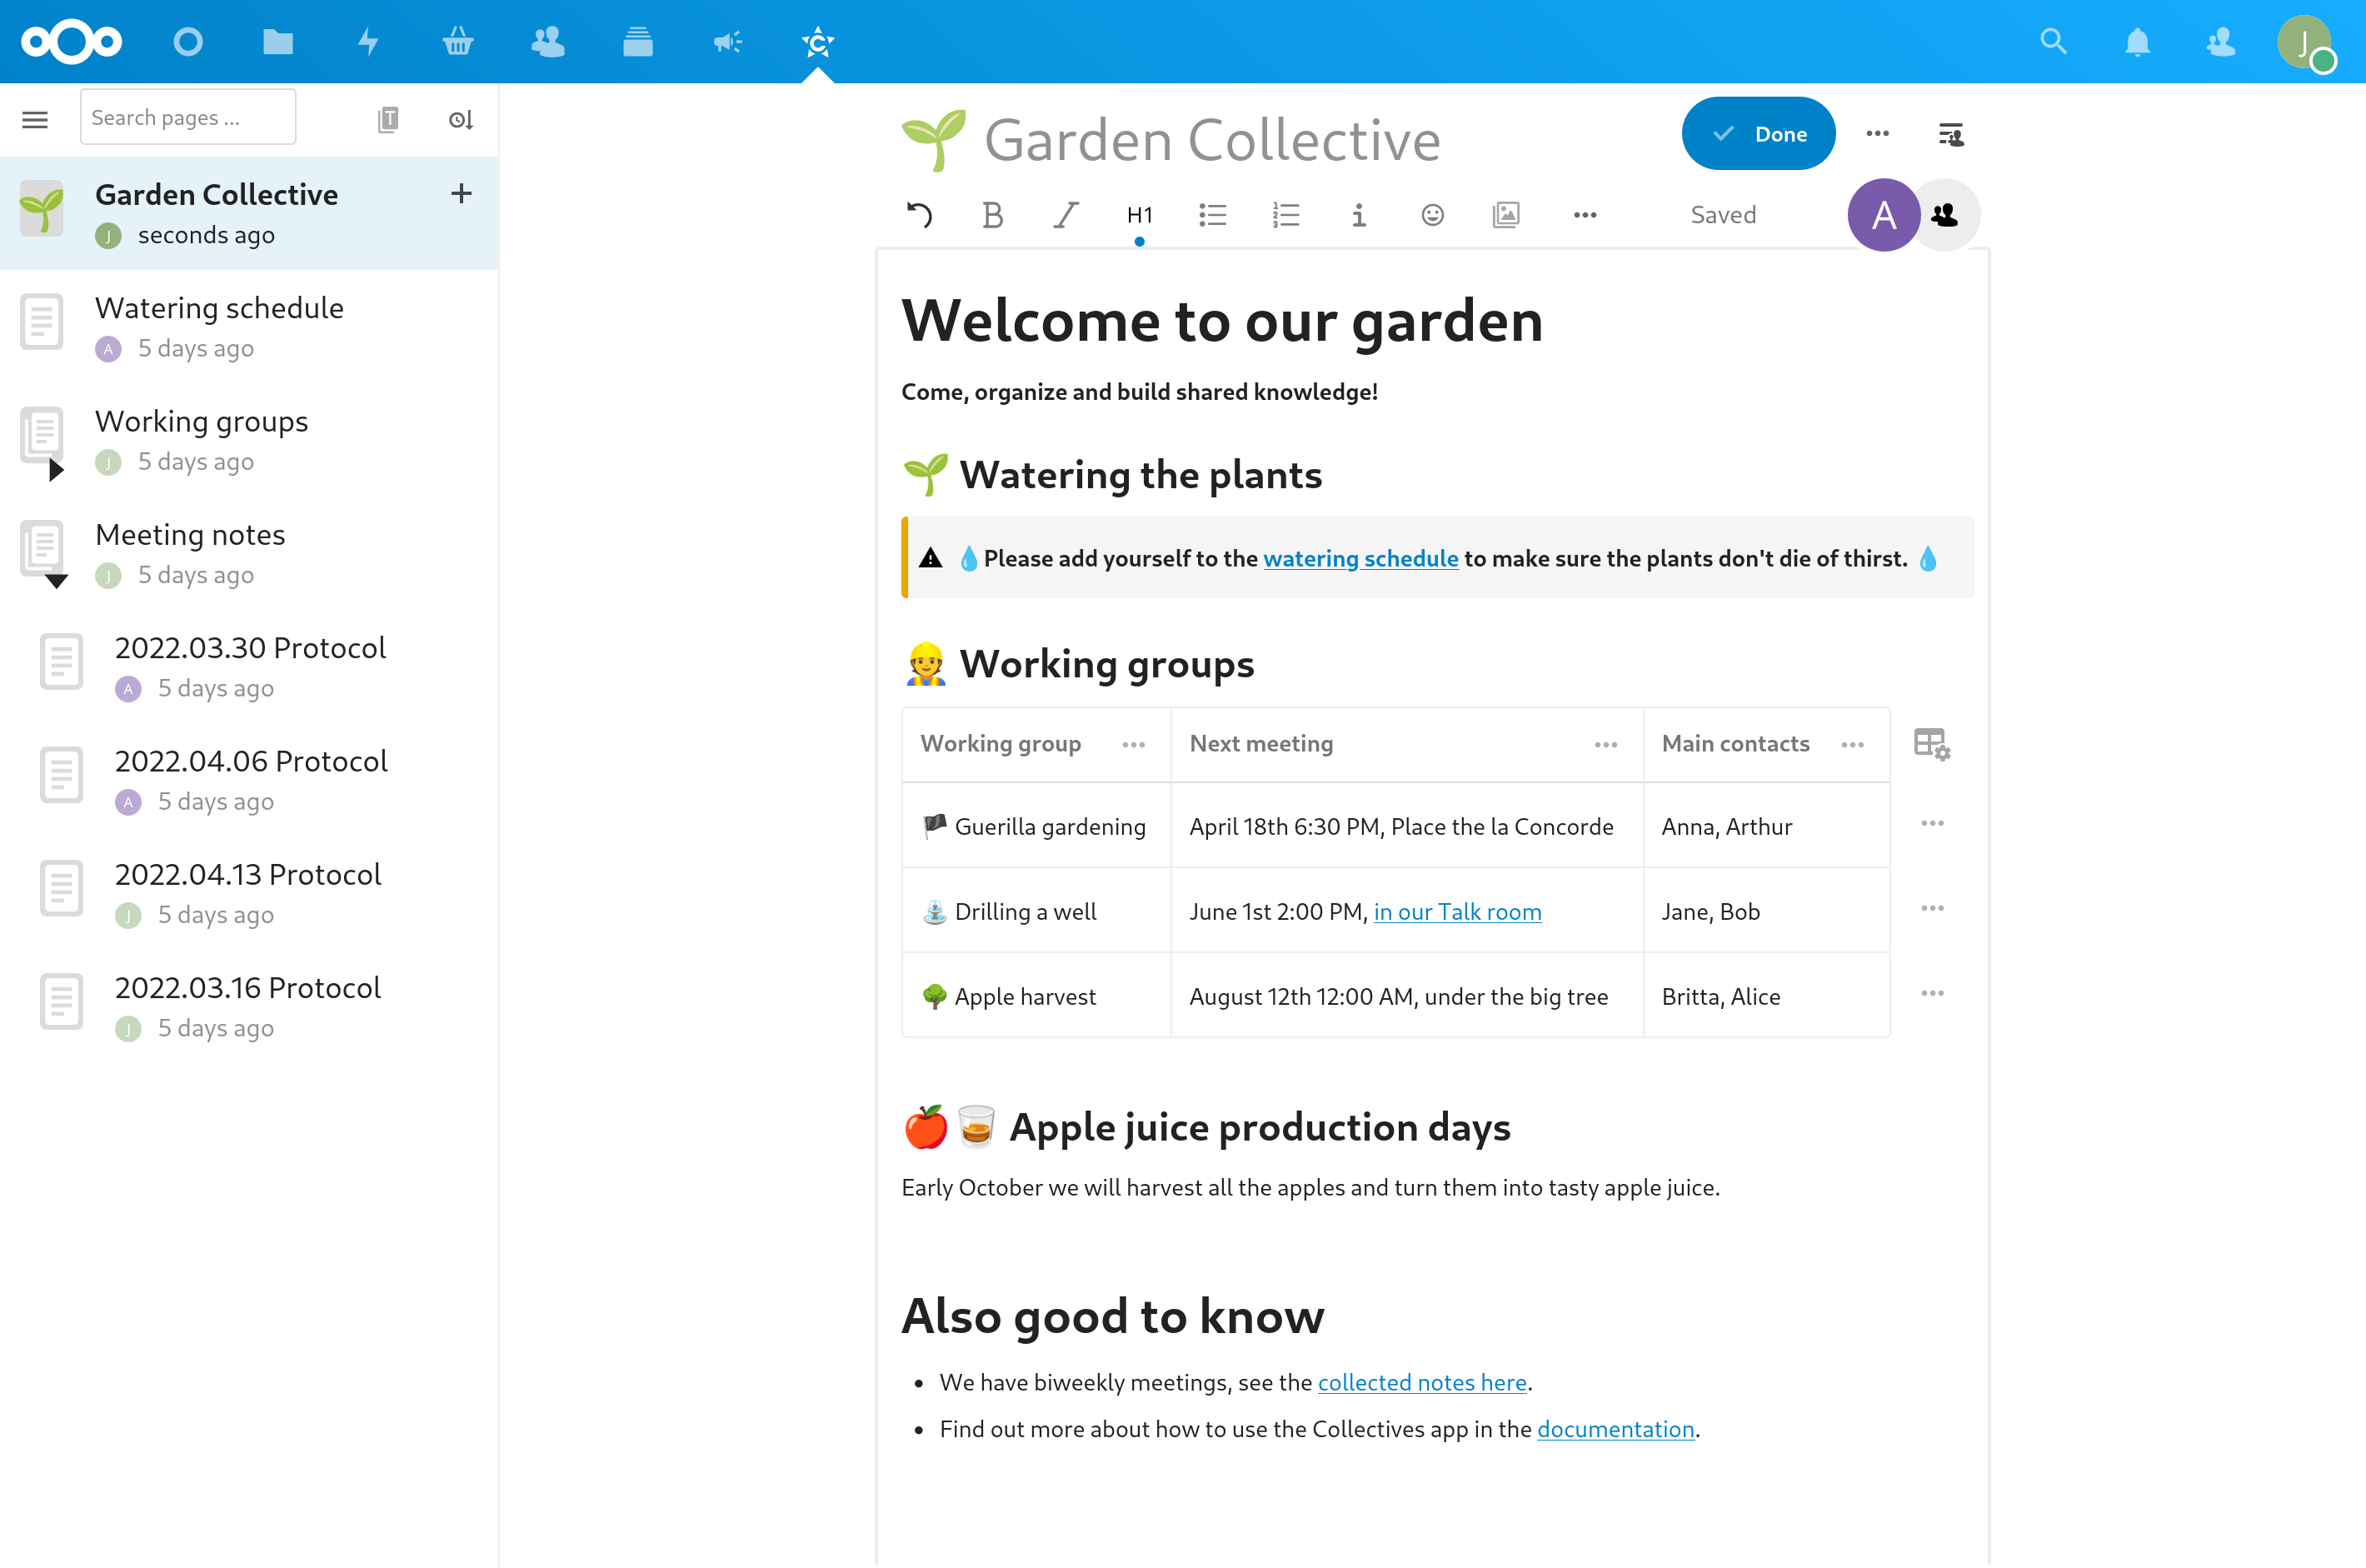 J
Search pages ...
T
Garden Collective
J seconds ago
Watering schedule
A 5 days ago
Working groups
J 5 days ago
Meeting notes
J 5 days ago
2022.03.30 Protocol
A 5 days ago
2022.04.06 Protocol
A 5 days ago
2022.04.13 Protocol
J 5 days ago
2022.03.16 Protocol
J 5 days ago
🌱 Garden Collective
Done
B I H1
Saved
A
Welcome to our garden
Come, organize and build shared knowledge!
🌱 Watering the plants
💧Please add yourself to the watering schedule to make sure the plants don't die of thirst. 💧
👷 Working groups
Working group Next meeting Main contacts
🏴 Guerilla gardening April 18th 6:30 PM, Place the la Concorde Anna, Arthur
⛲ Drilling a well June 1st 2:00 PM, in our Talk room Jane, Bob
🌳 Apple harvest August 12th 12:00 AM, under the big tree Britta, Alice
🍎🥃 Apple juice production days
Early October we will harvest all the apples and turn them into tasty apple juice.
Also good to know
• We have biweekly meetings, see the collected notes here.
• Find out more about how to use the Collectives app in the documentation.